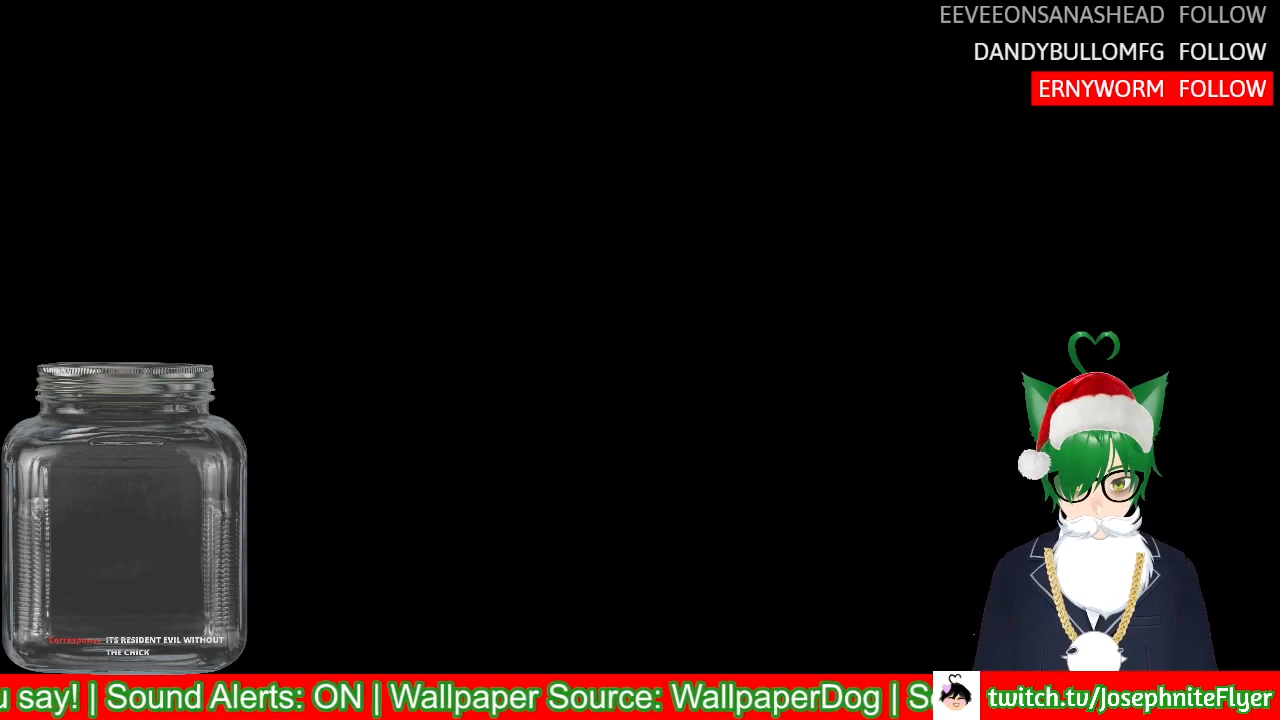 EEVEEONSANASHEAD FOLLOW
DANDYBULLOMFG FOLLOW
ERNYWORM FOLLOW
ITS RESIDENT EVIL WITHOUT
THE CHICK
u say! | Sound Alerts: ON | Wallpaper Source: WallpaperDog | So
twitch.tv/JosephniteFlyer